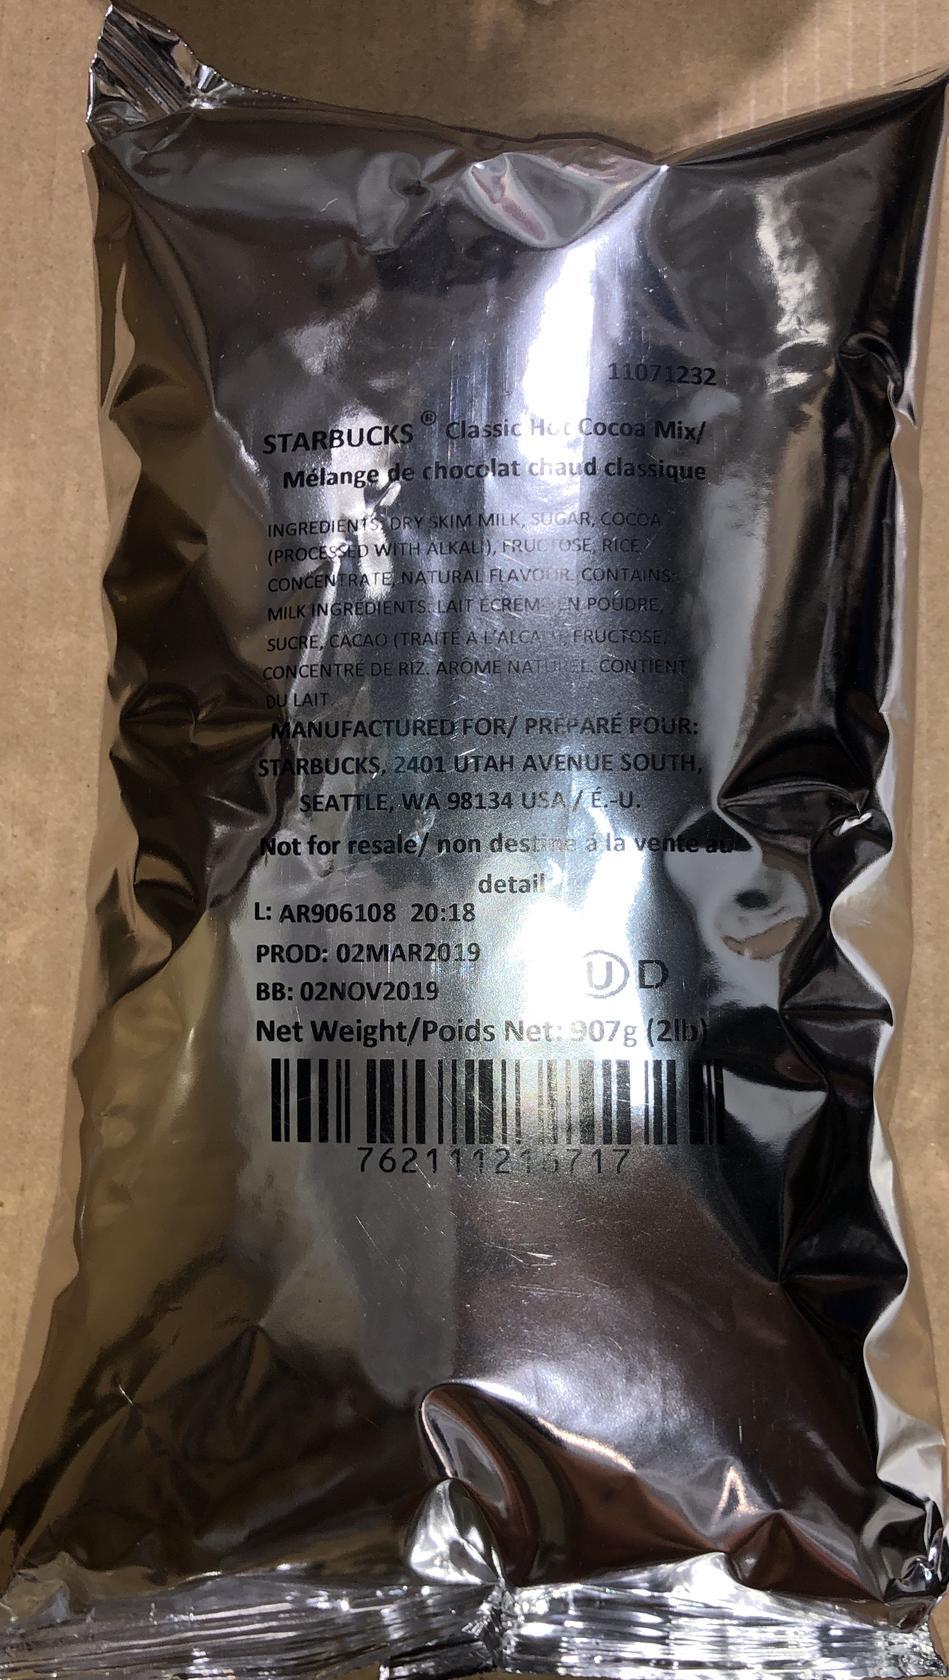 11071232
STARBUCKS® Classic Hot Cocoa Mix/
Mélange de chocolat chaud classique
INGREDIENTS: DRY SKIM MILK, SUGAR, COCOA
(PROCESSED WITH ALKALI), FRUCTOSE, RICE
CONCENTRATE, NATURAL FLAVOUR. CONTAINS:
MILK INGREDIENTS. LAIT ECREME EN POUDRE,
SUCRE, CACAO (TRAITÉ A L'ALCALI), FRUCTOSE,
CONCENTRE DE RIZ. ARÔME NATUREL. CONTIENT
DU LAIT
MANUFACTURED FOR/ PRÉPARÉ POUR:
STARBUCKS, 2401 UTAH AVENUE SOUTH,
SEATTLE, WA 98134 USA / É.-U.
Not for resale/ non destine á la vente au
detail
L: AR906108 20:18
PROD: 02MAR2019
BB: 02NOV2019
U D
Net Weight/Poids Net: 907g (2lb)
762111216717